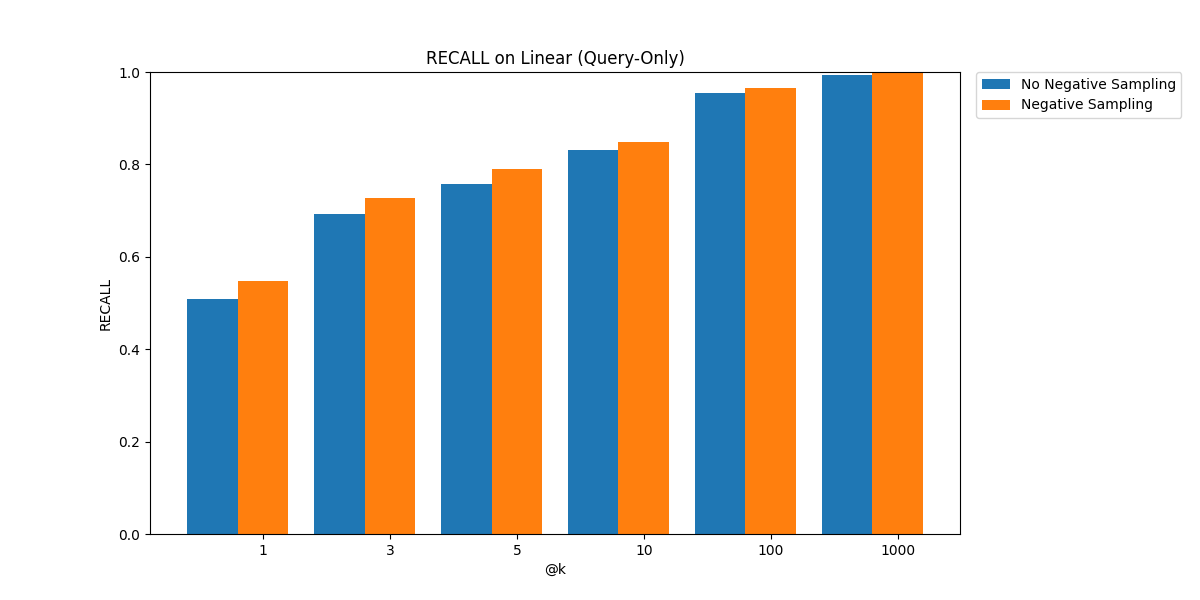 RECALL on Linear (Query-Only)
No Negative Sampling
Negative Sampling
RECALL
1.0
0.8
0.6
0.4
0.2
0.0
1 3 5 10 100 1000
@k